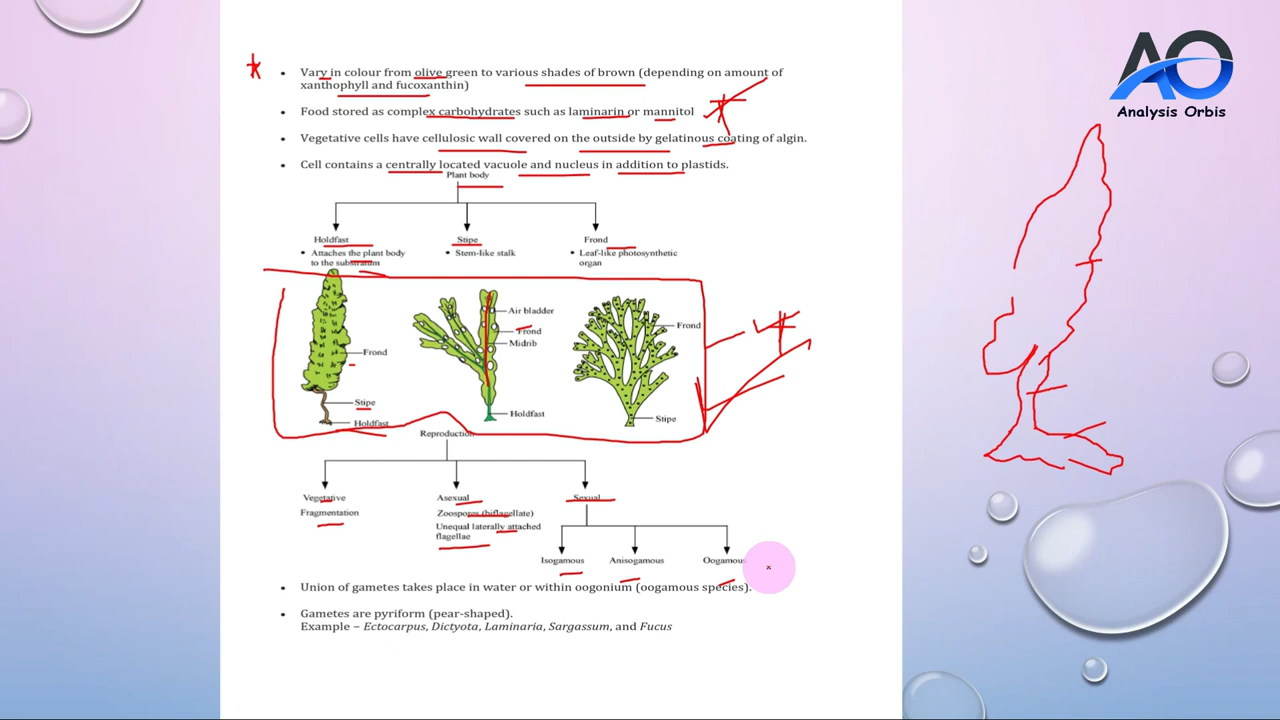 AO
Analysis Orbis
• Vary in colour from olive green to various shades of brown (depending on amount of
xanthophyll and fucoxanthin)
• Food stored as complex carbohydrates such as laminarin or mannitol
• Vegetative cells have cellulosic wall covered on the outside by gelatinous coating of algin.
• Cell contains a centrally located vacuole and nucleus in addition to plastids.
Plant body
Holdfast Stipe Frond
• Attaches the plant body • Stem-like stalk • Leaf-like photosynthetic
to the substratum organ
Air bladder
Frond Frond
Midrib
Frond
Stipe
Holdfast
Holdfast
Stipe
Reproduction
Vegetative Asexual Sexual
Fragmentation Zoospores (biflagellate)
Unequal laterally attached
flagellae
Isogamous Anisogamous Oogamous
• Union of gametes takes place in water or within oogonium (oogamous species).
• Gametes are pyriform (pear-shaped).
Example – Ectocarpus, Dictyota, Laminaria, Sargassum, and Fucus